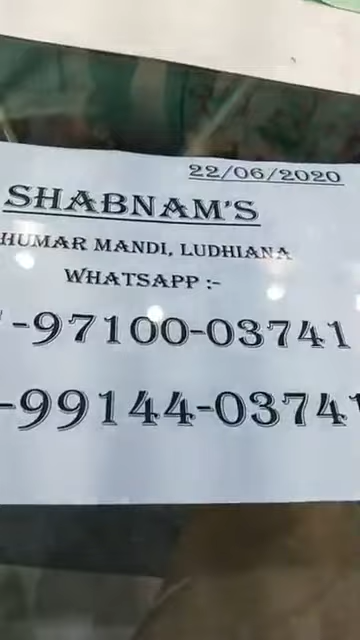 22/06/2020
SHABNAM'S
HUMAR MANDI, LUDHIANA
WHATSAPP :-
-97100-03741
-99144-03741